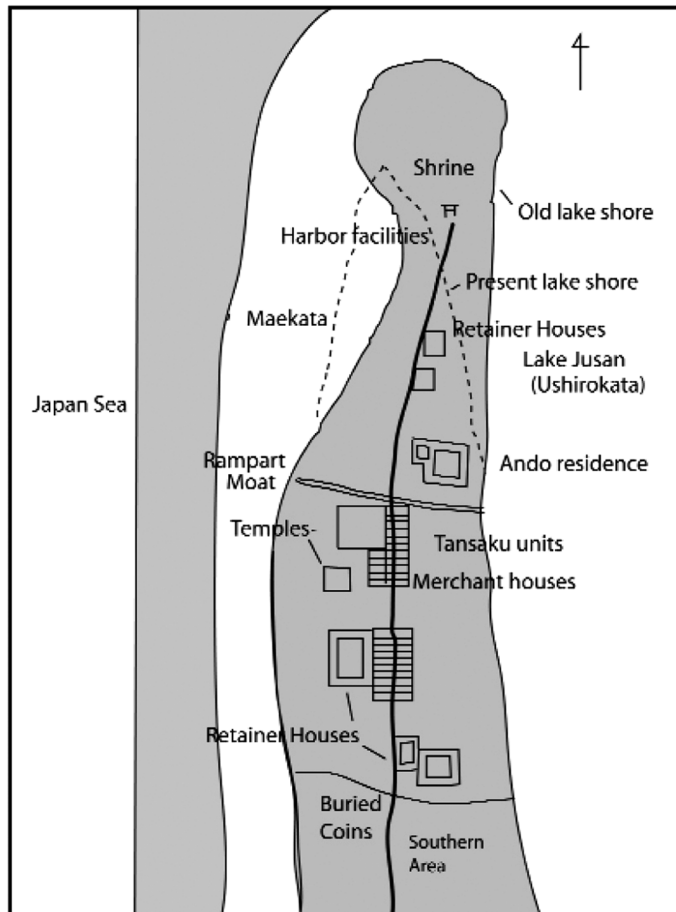 Shrine
Old lake shore
Harbor facilities
Present lake shore
Maekata
Retainer Houses
Lake Jusan
(Ushirokata)
Japan Sea
Rampart
Moat
Ando residence
Temples-
Tansaku units
Merchant houses
Retainer Houses
Buried
Coins
Southern
Area